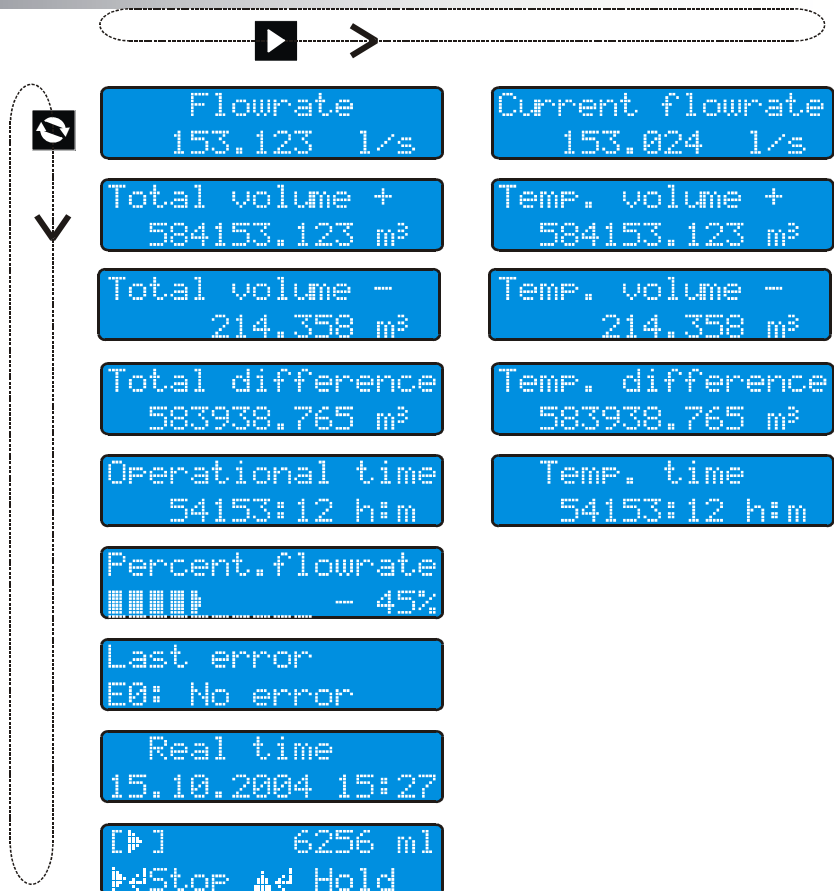 Flowrate
153.123 l/s
Current flowrate
153.024 l/s
Total volume +
584153.123 m³
Temp. volume +
584153.123 m³
Total volume -
214.358 m³
Temp. volume -
214.358 m³
Total difference
583938.765 m³
Temp. difference
583938.765 m³
Operational time
54153:12 h:m
Temp. time
54153:12 h:m
Percent.flowrate
- 45%
Last error
E0: No error
Real time
15.10.2004 15:27
[▶] 6256 ml
Stop Hold